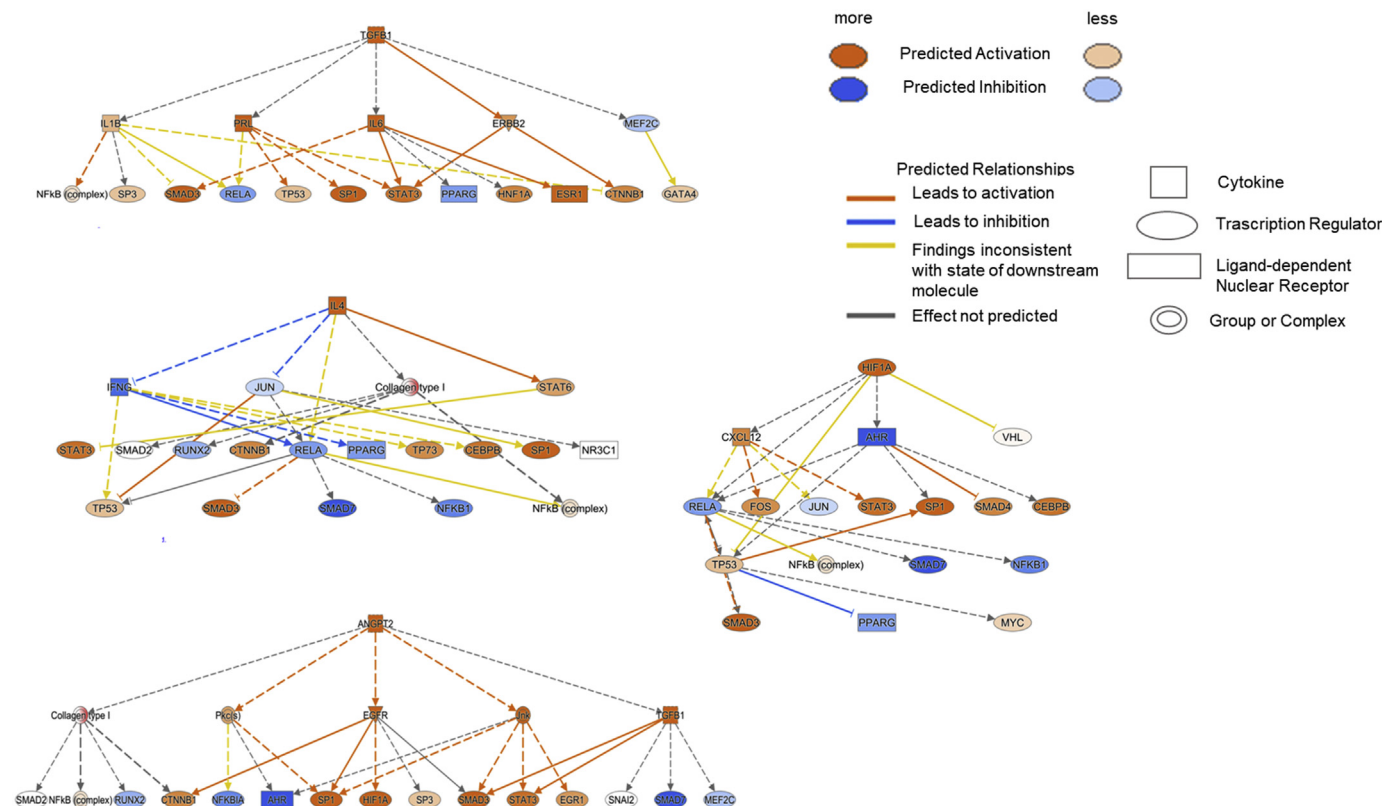 more less
Predicted Activation
Predicted Inhibition
Predicted Relationships
Leads to activation
Leads to inhibition
Findings inconsistent
with state of downstream
molecule
Effect not predicted
Cytokine
Trascription Regulator
Ligand-dependent
Nuclear Receptor
Group or Complex
TGFB1
IL1B PRL IL6 ERBB2 MEF2C
NFkB (complex) SP3 SMAD3 RELA TP53 SP1 STAT3 PPARG HNF1A ESR1 CTNNB1 GATA4
IL4
IFNG JUN Collagen type I STAT6
STAT3 SMAD2 RUNX2 CTNNB1 RELA PPARG TP73 CEBPB SP1 NR3C1
TP53 SMAD3 SMAD7 NFKB1 NFkB (complex)
HIF1A
CXCL12 AHR VHL
RELA FOS JUN STAT3 SP1 SMAD4 CEBPB
TP53 NFkB (complex) SMAD7 NFKB1
SMAD3 PPARG MYC
ANGPT2
Collagen type I Pkc(s) EGFR Jnk TGFB1
SMAD2 NFkB (complex) RUNX2 CTNNB1 NFKBIA AHR SP1 HIF1A SP3 SMAD3 STAT3 EGR1 SNAI2 SMAD7 MEF2C